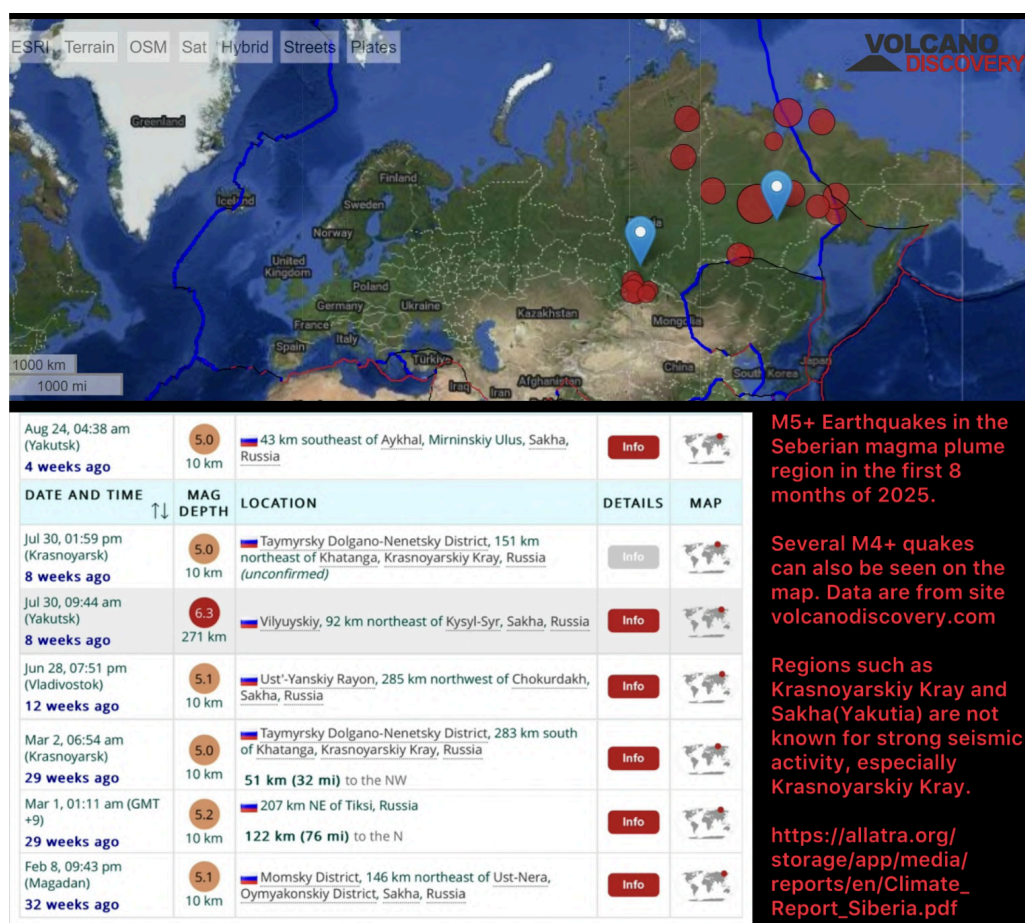 ESRI Terrain OSM Sat Hybrid Streets Plates
VOLCANO
DISCOVERY
Greenland
Iceland
Finland
Sweden
Norway
United
Kingdom
Poland
Germany
Ukraine
France
Kazakhstan
Mongolia
Italy
Spain
Türkiye
China
Japan
South Korea
Iraq
Iran
Afghanistan
1000 km
1000 mi
Aug 24, 04:38 am
(Yakutsk)
4 weeks ago
5.0
10 km
43 km southeast of Aykhal, Mirninskiy Ulus, Sakha,
Russia
Info
DATE AND TIME ↑↓
MAG
DEPTH
LOCATION
DETAILS
MAP
Jul 30, 01:59 pm
(Krasnoyarsk)
8 weeks ago
5.0
10 km
Taymyrsky Dolgano-Nenetsky District, 151 km
northeast of Khatanga, Krasnoyarskiy Kray, Russia
(unconfirmed)
Info
Jul 30, 09:44 am
(Yakutsk)
8 weeks ago
6.3
271 km
Vilyuyskiy, 92 km northeast of Kysyl-Syr, Sakha, Russia
Info
Jun 28, 07:51 pm
(Vladivostok)
12 weeks ago
5.1
10 km
Ust'-Yanskiy Rayon, 285 km northwest of Chokurdakh,
Sakha, Russia
Info
Mar 2, 06:54 am
(Krasnoyarsk)
29 weeks ago
5.0
10 km
Taymyrsky Dolgano-Nenetsky District, 283 km south
of Khatanga, Krasnoyarskiy Kray, Russia
51 km (32 mi) to the NW
Info
Mar 1, 01:11 am (GMT
+9)
29 weeks ago
5.2
10 km
207 km NE of Tiksi, Russia
122 km (76 mi) to the N
Info
Feb 8, 09:43 pm
(Magadan)
32 weeks ago
5.1
10 km
Momsky District, 146 km northeast of Ust-Nera,
Oymyakonskiy District, Sakha, Russia
Info
M5+ Earthquakes in the
Seberian magma plume
region in the first 8
months of 2025.
Several M4+ quakes
can also be seen on the
map. Data are from site
volcanodiscovery.com
Regions such as
Krasnoyarskiy Kray and
Sakha(Yakutia) are not
known for strong seismic
activity, especially
Krasnoyarskiy Kray.
https://allatra.org/
storage/app/media/
reports/en/Climate_
Report_Siberia.pdf